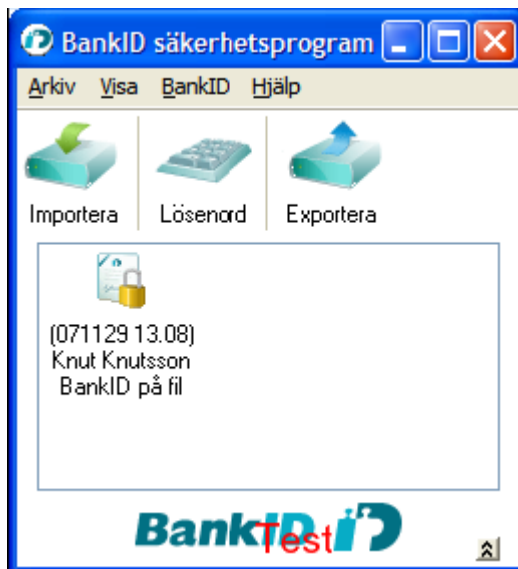 BankID säkerhetsprogram
Arkiv Visa BankID Hjälp
Importera Lösenord Exportera
(071129 13.08)
Knut Knutsson
BankID på fil
BankID
Test